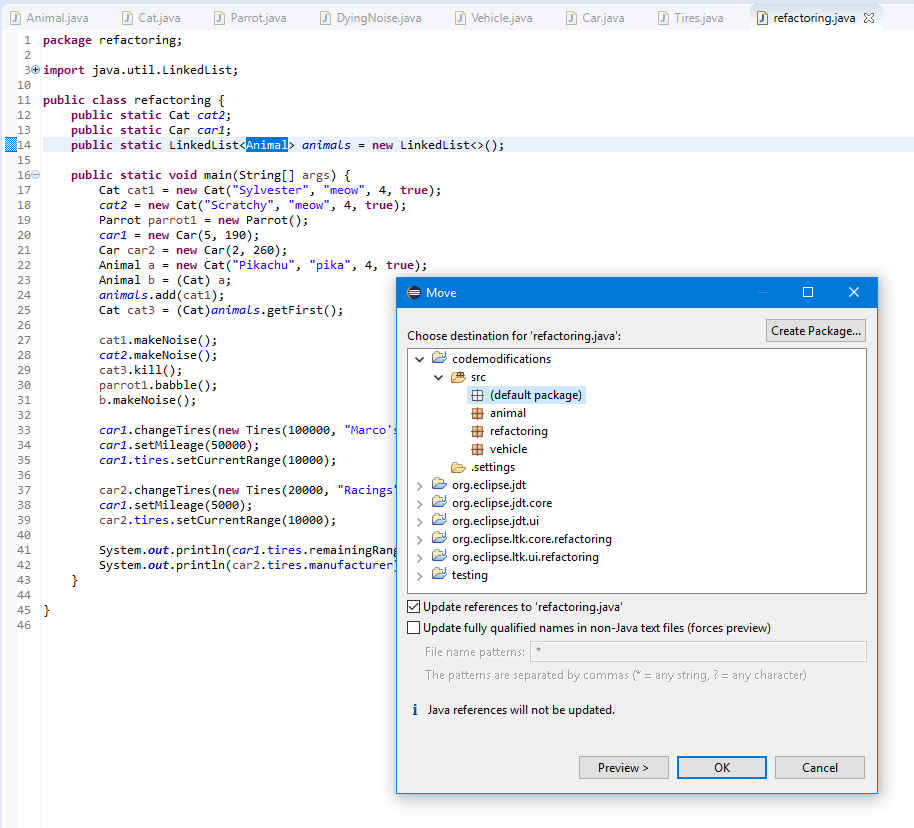 Animal.java Cat.java Parrot.java DyingNoise.java Vehicle.java Car.java Tires.java refactoring.java
1 package refactoring;
2
3 import java.util.LinkedList;
10
11 public class refactoring {
12 public static Cat cat2;
13 public static Car car1;
14 public static LinkedList<Animal> animals = new LinkedList<>();
15
16 public static void main(String[] args) {
17 Cat cat1 = new Cat("Sylvester", "meow", 4, true);
18 cat2 = new Cat("Scratchy", "meow", 4, true);
19 Parrot parrot1 = new Parrot();
20 car1 = new Car(5, 190);
21 Car car2 = new Car(2, 260);
22 Animal a = new Cat("Pikachu", "pika", 4, true);
23 Animal b = (Cat) a;
24 animals.add(cat1);
25 Cat cat3 = (Cat)animals.getFirst();
26
27 cat1.makeNoise();
28 cat2.makeNoise();
29 cat3.kill();
30 parrot1.babble();
31 b.makeNoise();
32
33 car1.changeTires(new Tires(100000, "Marco's
34 car1.setMileage(50000);
35 car1.tires.setCurrentRange(10000);
36
37 car2.changeTires(new Tires(20000, "Racings"
38 car1.setMileage(5000);
39 car2.tires.setCurrentRange(10000);
40
41 System.out.println(car1.tires.remainingRang
42 System.out.println(car2.tires.manufacturer)
43 }
44
45 }
46
Move
Choose destination for 'refactoring.java':
Create Package...
codemodifications
src
(default package)
animal
refactoring
vehicle
.settings
org.eclipse.jdt
org.eclipse.jdt.core
org.eclipse.jdt.ui
org.eclipse.ltk.core.refactoring
org.eclipse.ltk.ui.refactoring
testing
Update references to 'refactoring.java'
Update fully qualified names in non-Java text files (forces preview)
File name patterns: *
The patterns are separated by commas (* = any string, ? = any character)
Java references will not be updated.
Preview > OK Cancel